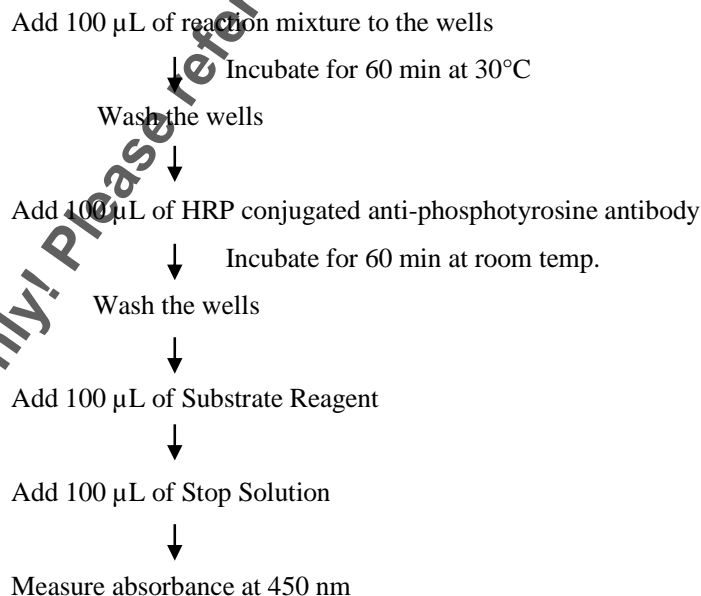 Add 100 µL of reaction mixture to the wells
Incubate for 60 min at 30°C
Wash the wells
Add 100 µL of HRP conjugated anti-phosphotyrosine antibody
Incubate for 60 min at room temp.
Wash the wells
Add 100 µL of Substrate Reagent
Add 100 µL of Stop Solution
Measure absorbance at 450 nm
Please